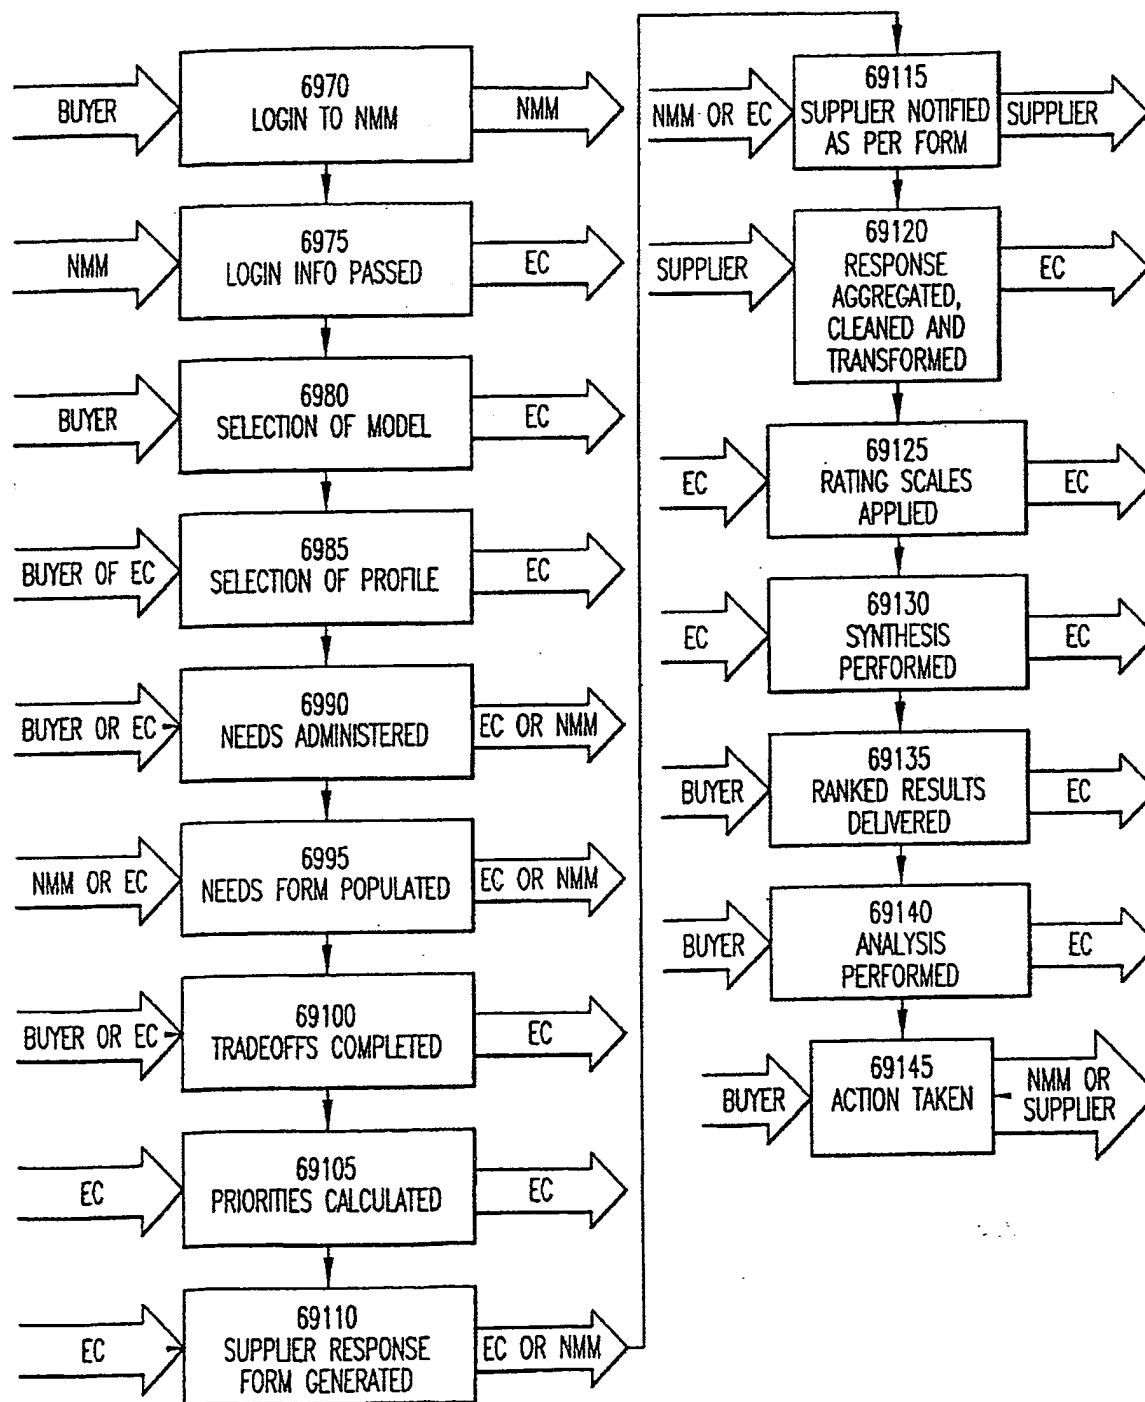 BUYER
6970
LOGIN TO NMM
NMM
NMM
6975
LOGIN INFO PASSED
EC
BUYER
6980
SELECTION OF MODEL
EC
BUYER OF EC
6985
SELECTION OF PROFILE
EC
BUYER OR EC
6990
NEEDS ADMINISTERED
EC OR NMM
NMM OR EC
6995
NEEDS FORM POPULATED
EC OR NMM
BUYER OR EC
69100
TRADEOFFS COMPLETED
EC
EC
69105
PRIORITIES CALCULATED
EC
EC
69110
SUPPLIER RESPONSE
FORM GENERATED
EC OR NMM
NMM OR EC
69115
SUPPLIER NOTIFIED
AS PER FORM
SUPPLIER
SUPPLIER
69120
RESPONSE
AGGREGATED,
CLEANED AND
TRANSFORMED
EC
EC
69125
RATING SCALES
APPLIED
EC
EC
69130
SYNTHESIS
PERFORMED
EC
BUYER
69135
RANKED RESULTS
DELIVERED
EC
BUYER
69140
ANALYSIS
PERFORMED
EC
BUYER
69145
ACTION TAKEN
NMM OR
SUPPLIER